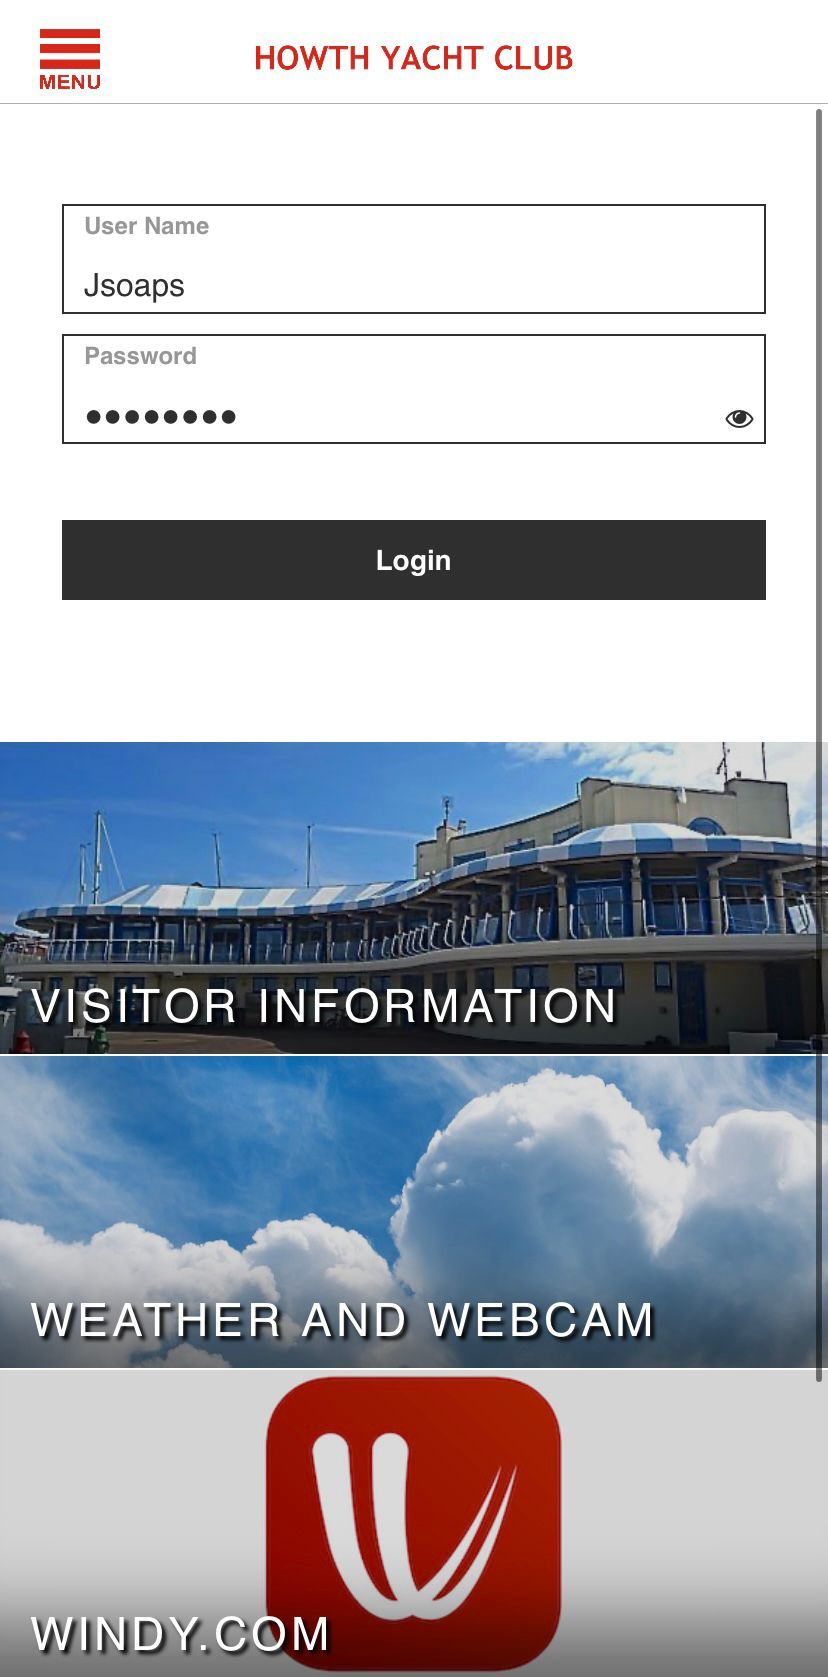 MENU
HOWTH YACHT CLUB
User Name
Jsoaps
Password
••••••••
Login
VISITOR INFORMATION
WEATHER AND WEBCAM
WINDY.COM